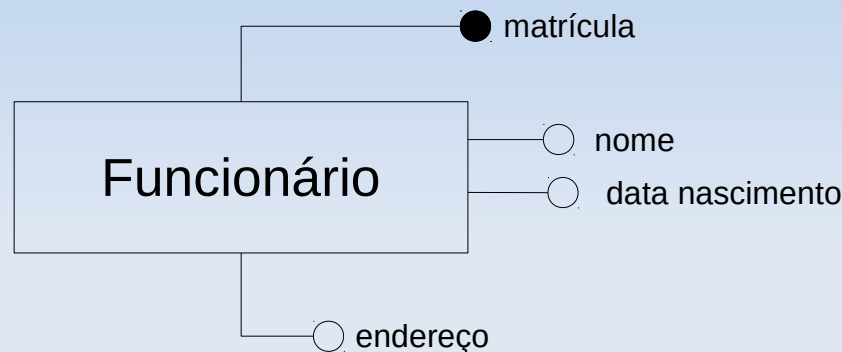 matrícula
nome
Funcionário
data nascimento
endereço